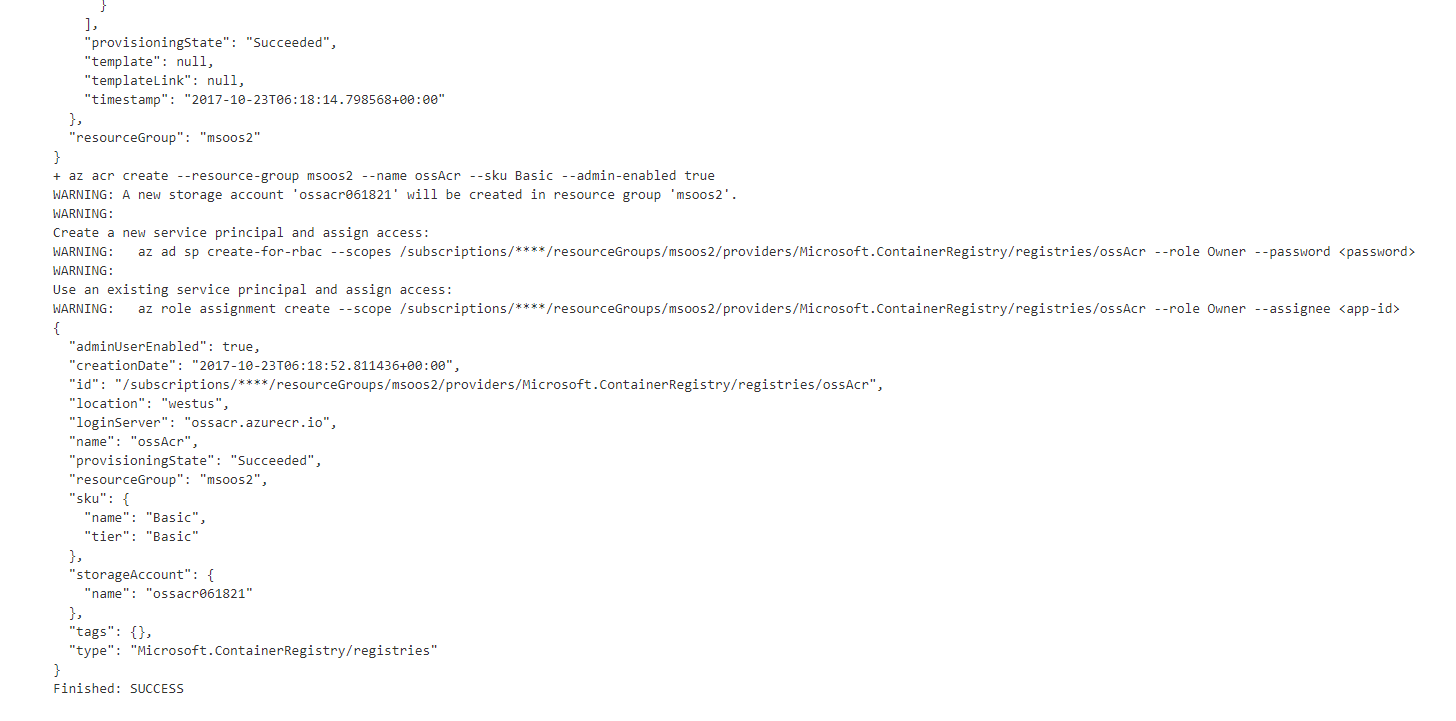 }
],
"provisioningState": "Succeeded",
"template": null,
"templateLink": null,
"timestamp": "2017-10-23T06:18:14.798568+00:00"
},
"resourceGroup": "msoos2"
}
+ az acr create --resource-group msoos2 --name ossAcr --sku Basic --admin-enabled true
WARNING: A new storage account 'ossacr061821' will be created in resource group 'msoos2'.
WARNING:
Create a new service principal and assign access:
WARNING:   az ad sp create-for-rbac --scopes /subscriptions/****/resourceGroups/msoos2/providers/Microsoft.ContainerRegistry/registries/ossAcr --role Owner --password <password>
WARNING:
Use an existing service principal and assign access:
WARNING:   az role assignment create --scope /subscriptions/****/resourceGroups/msoos2/providers/Microsoft.ContainerRegistry/registries/ossAcr --role Owner --assignee <app-id>
{
"adminUserEnabled": true,
"creationDate": "2017-10-23T06:18:52.811436+00:00",
"id": "/subscriptions/****/resourceGroups/msoos2/providers/Microsoft.ContainerRegistry/registries/ossAcr",
"location": "westus",
"loginServer": "ossacr.azurecr.io",
"name": "ossAcr",
"provisioningState": "Succeeded",
"resourceGroup": "msoos2",
"sku": {
"name": "Basic",
"tier": "Basic"
},
"storageAccount": {
"name": "ossacr061821"
},
"tags": {},
"type": "Microsoft.ContainerRegistry/registries"
}
Finished: SUCCESS